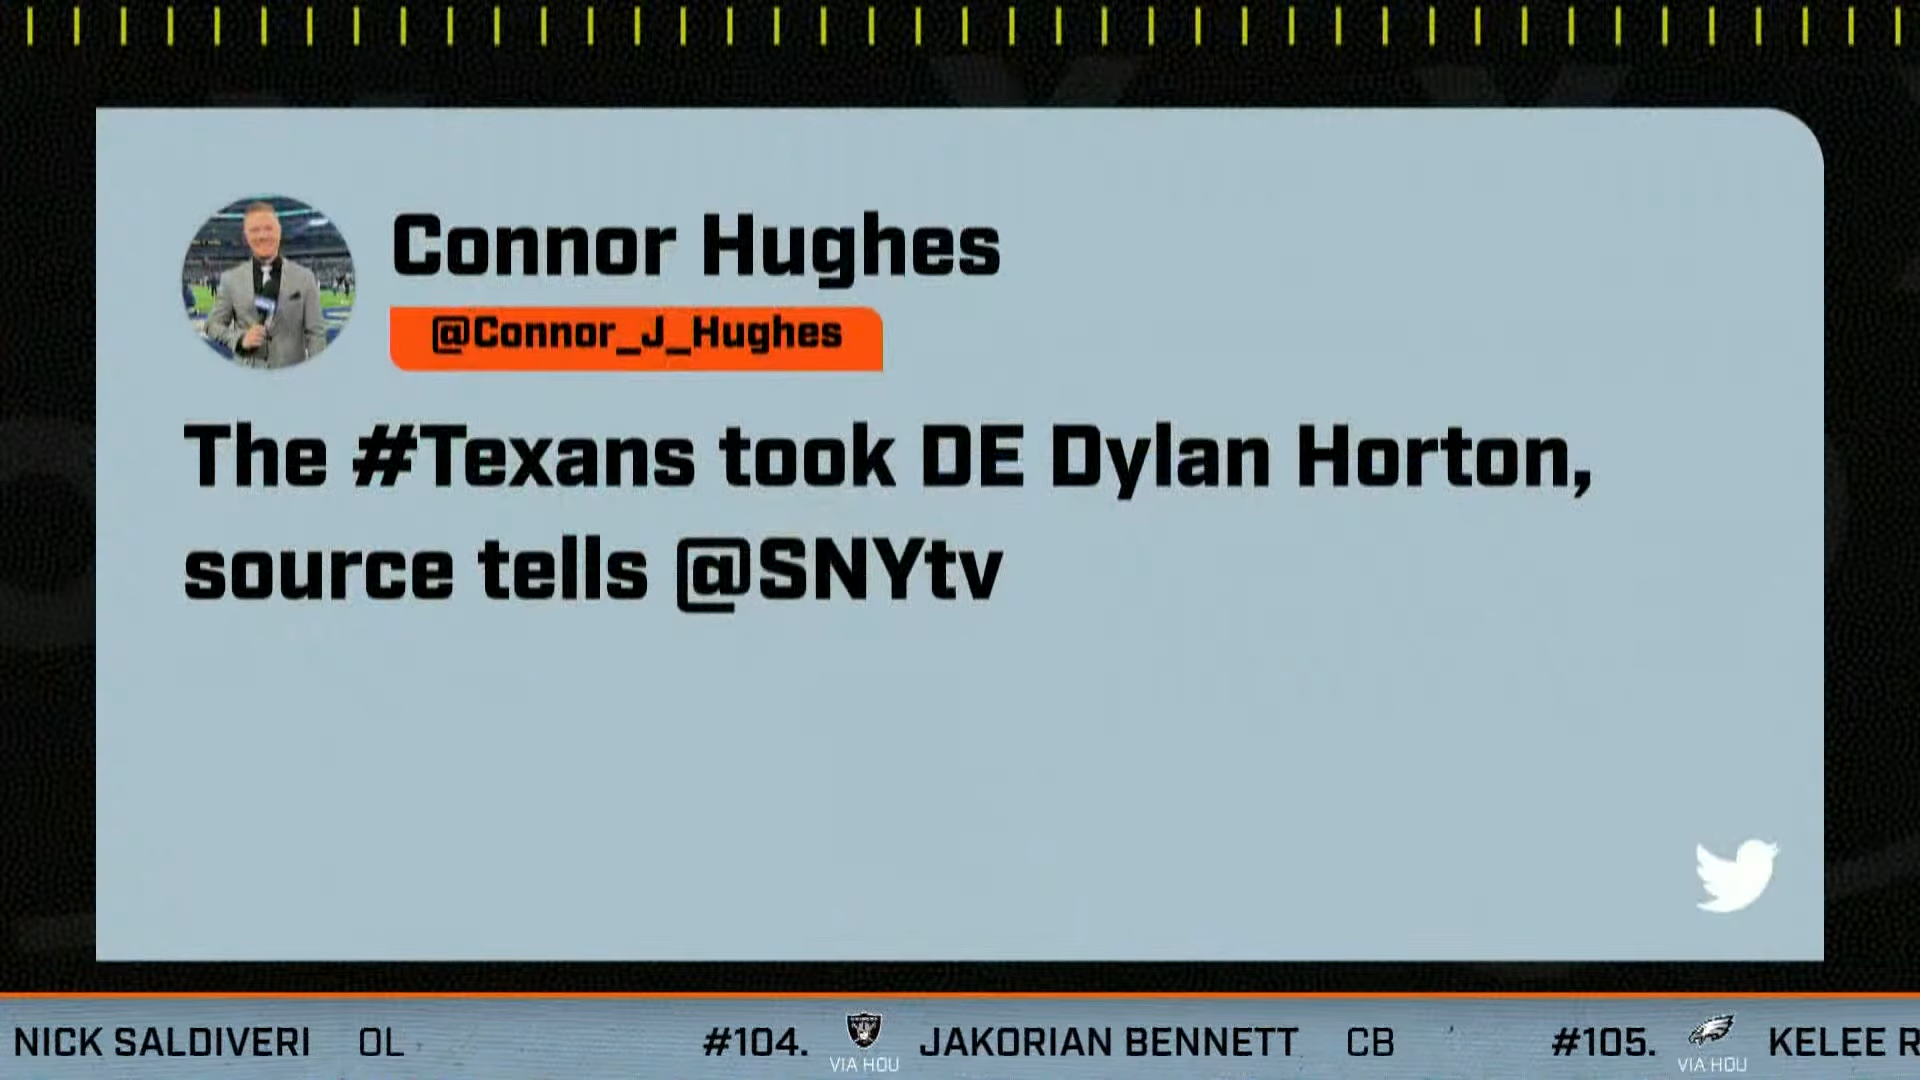 Connor Hughes
@Connor_J_Hughes
The #Texans took DE Dylan Horton,
source tells @SNYtv
NICK SALDIVERI OL #104. VIA HOU JAKORIAN BENNETT CB #105. VIA HOU KELEE R